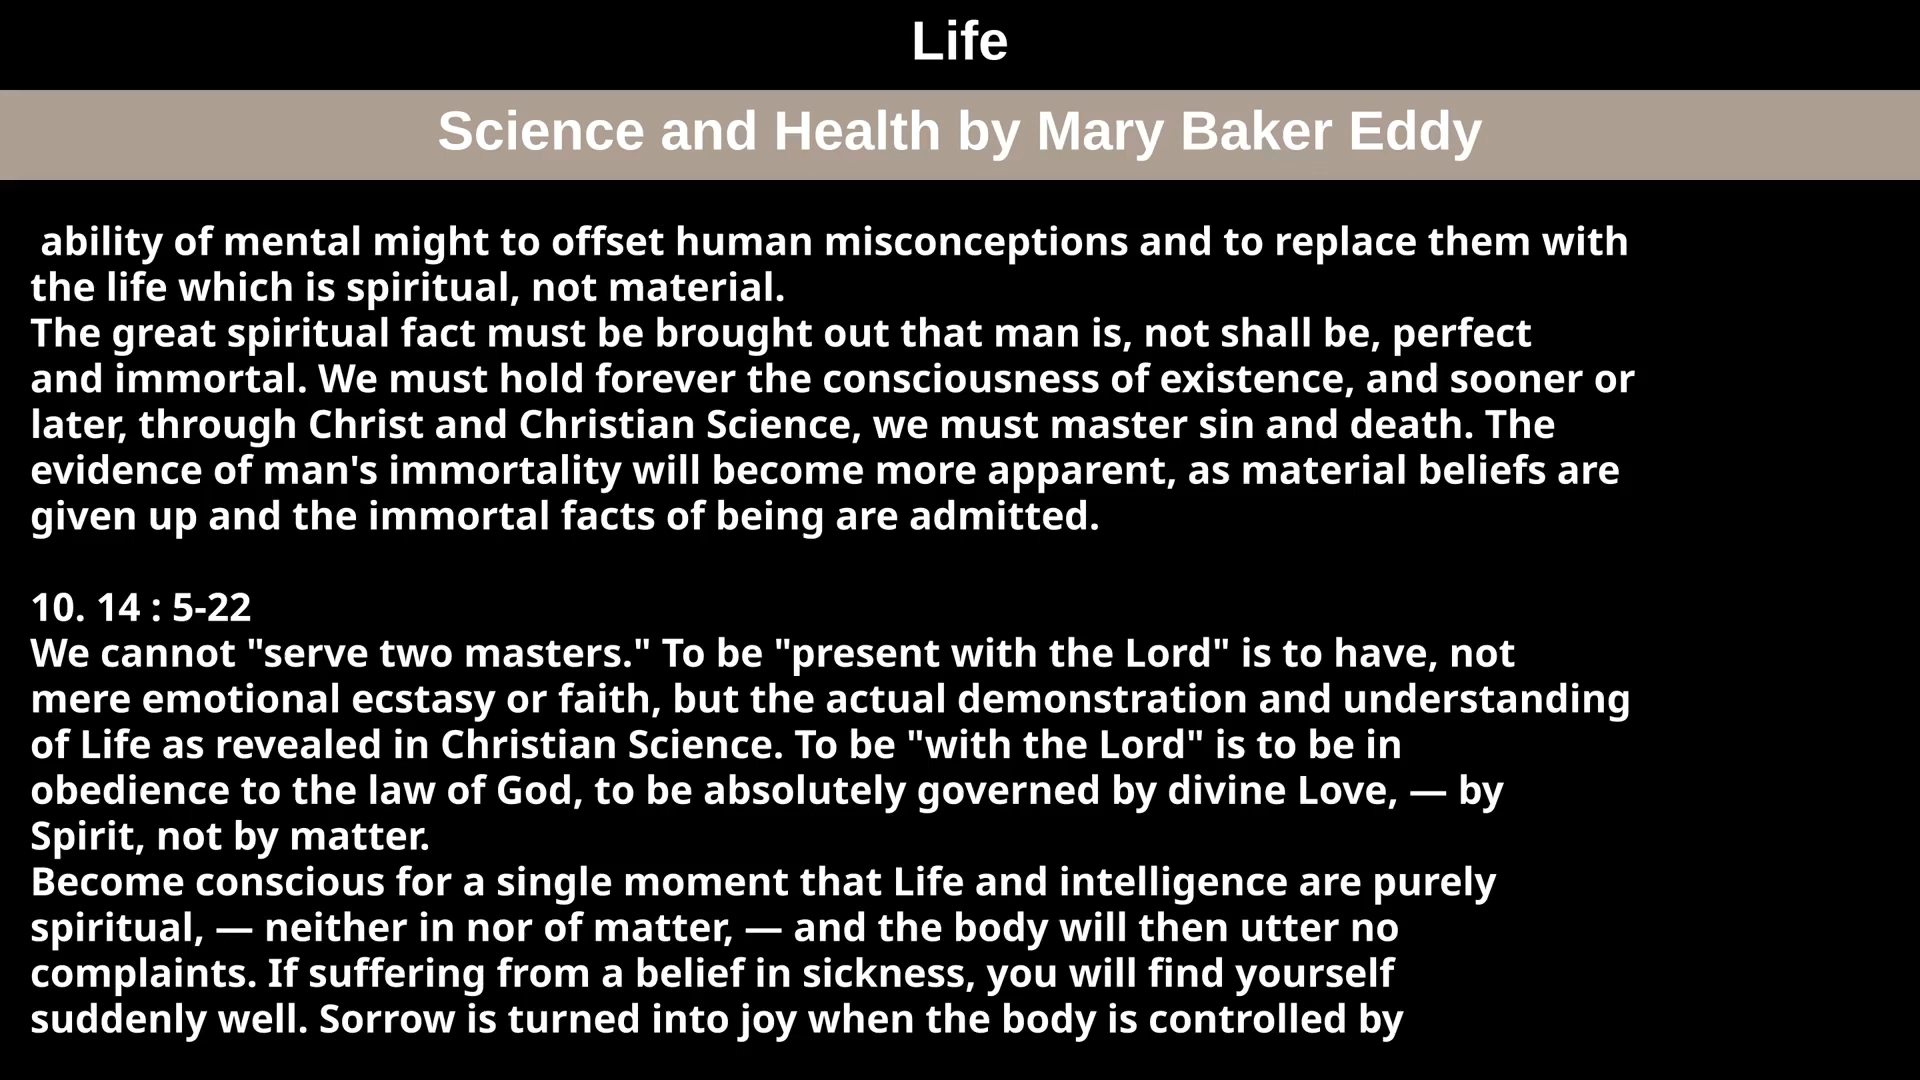 Life
Science and Health by Mary Baker Eddy
ability of mental might to offset human misconceptions and to replace them with
the life which is spiritual, not material.
The great spiritual fact must be brought out that man is, not shall be, perfect
and immortal. We must hold forever the consciousness of existence, and sooner or
later, through Christ and Christian Science, we must master sin and death. The
evidence of man's immortality will become more apparent, as material beliefs are
given up and the immortal facts of being are admitted.
10. 14 : 5-22
We cannot "serve two masters." To be "present with the Lord" is to have, not
mere emotional ecstasy or faith, but the actual demonstration and understanding
of Life as revealed in Christian Science. To be "with the Lord" is to be in
obedience to the law of God, to be absolutely governed by divine Love, — by
Spirit, not by matter.
Become conscious for a single moment that Life and intelligence are purely
spiritual, — neither in nor of matter, — and the body will then utter no
complaints. If suffering from a belief in sickness, you will find yourself
suddenly well. Sorrow is turned into joy when the body is controlled by